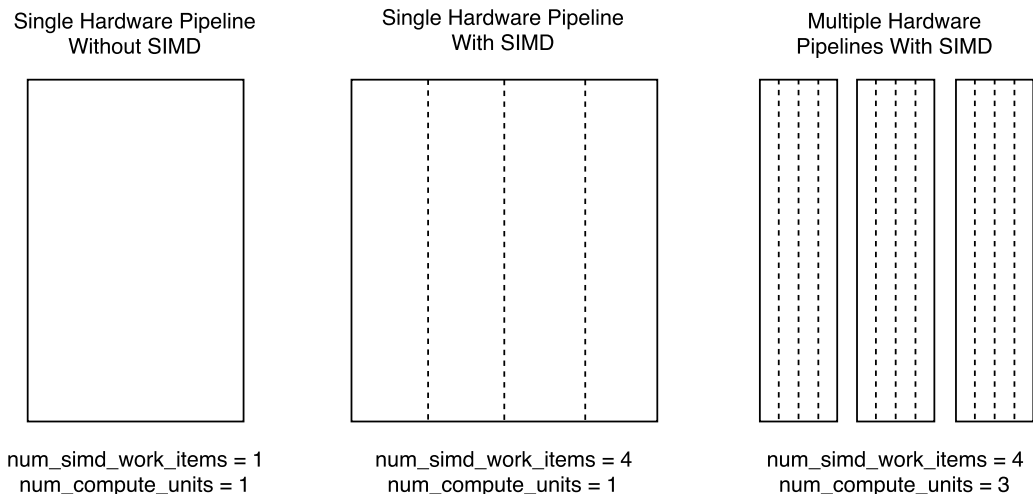 Single Hardware Pipeline
Without SIMD
Single Hardware Pipeline
With SIMD
Multiple Hardware
Pipelines With SIMD
num_simd_work_items = 1
num_compute_units = 1
num_simd_work_items = 4
num_compute_units = 1
num_simd_work_items = 4
num_compute_units = 3